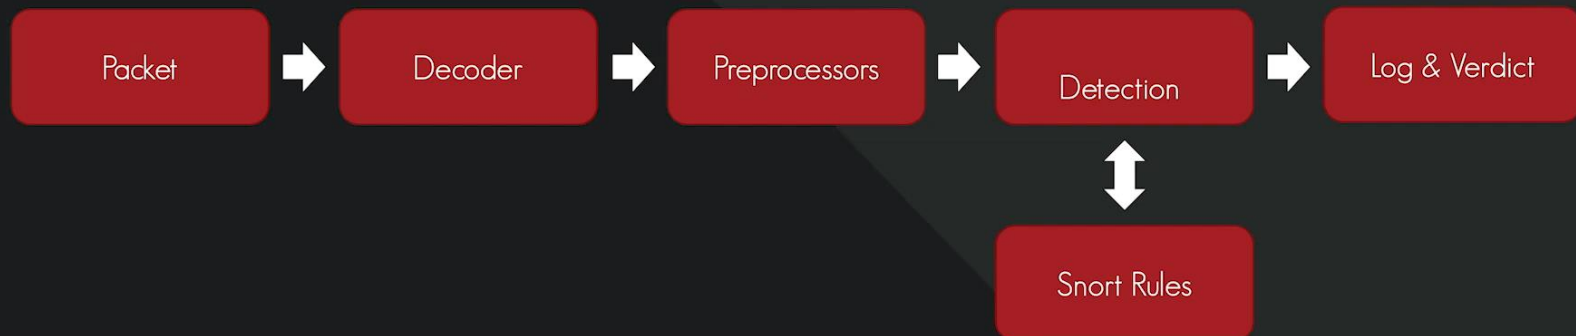 Packet
Decoder
Preprocessors
Detection
Log & Verdict
Snort Rules